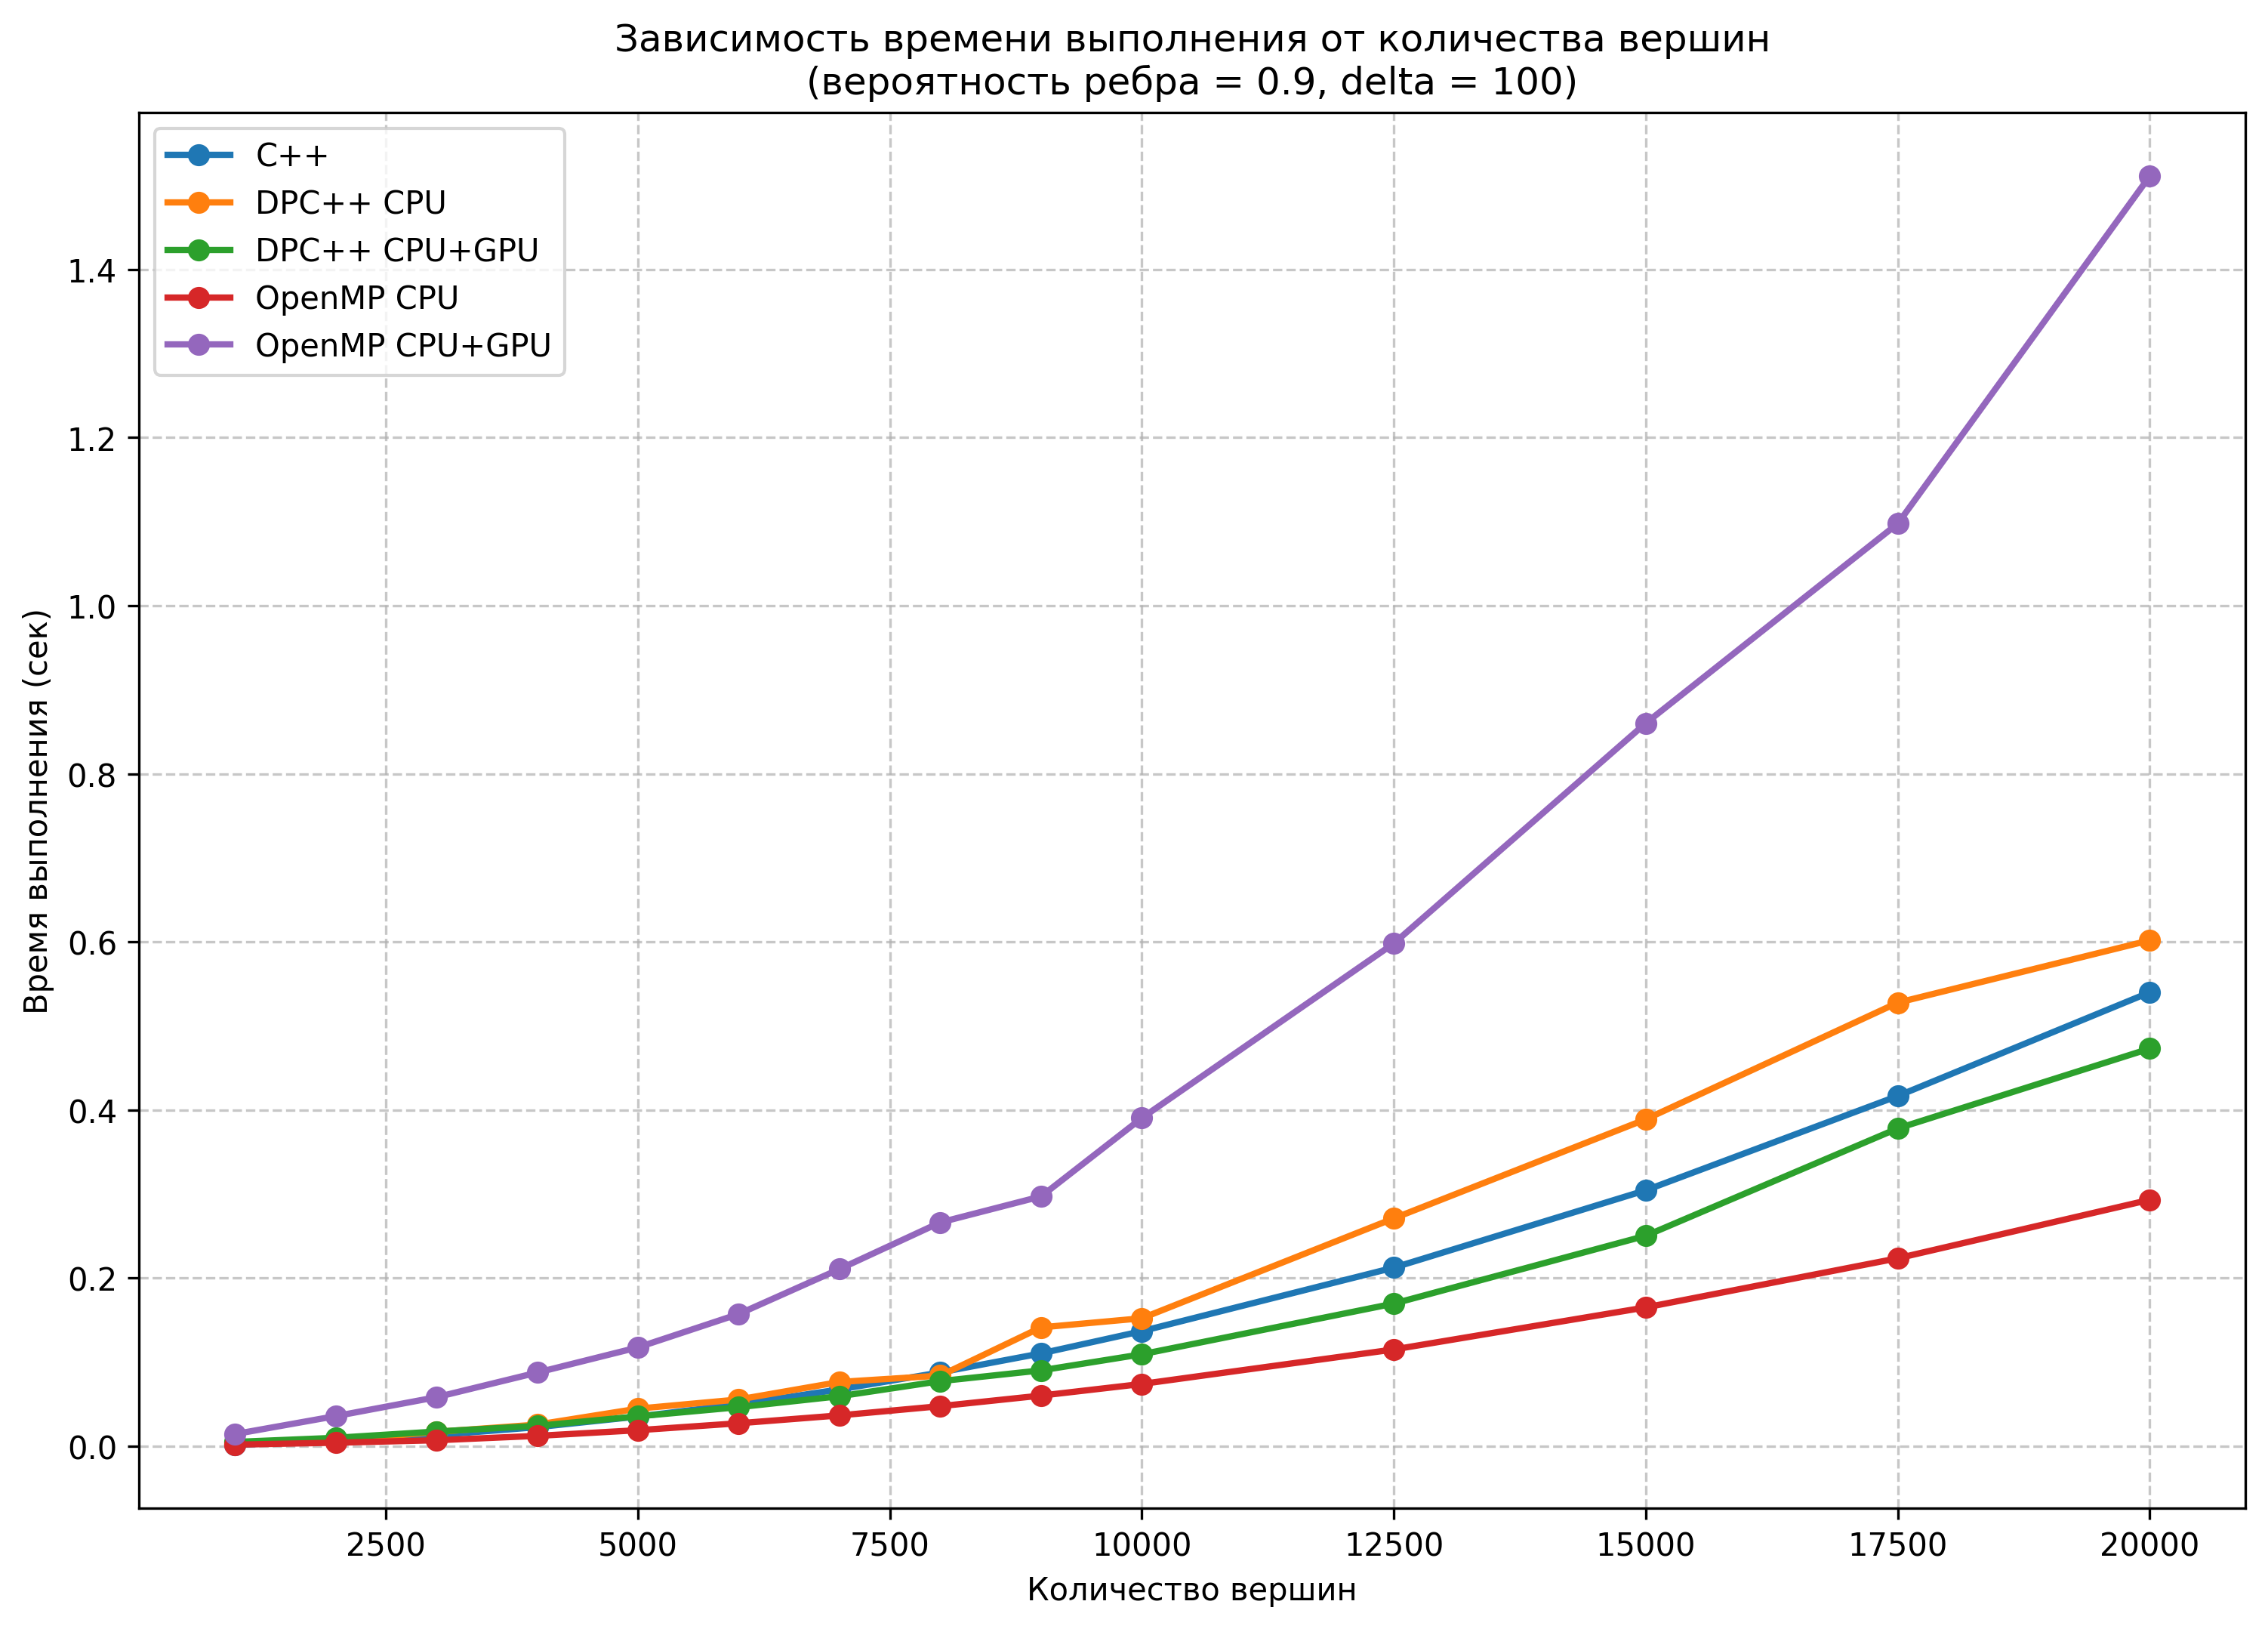 Зависимость времени выполнения от количества вершин
(вероятность ребра = 0.9, delta = 100)
C++
DPC++ CPU
DPC++ CPU+GPU
OpenMP CPU
OpenMP CPU+GPU
Время выполнения (сек)
1.4
1.2
1.0
0.8
0.6
0.4
0.2
0.0
2500 5000 7500 10000 12500 15000 17500 20000
Количество вершин